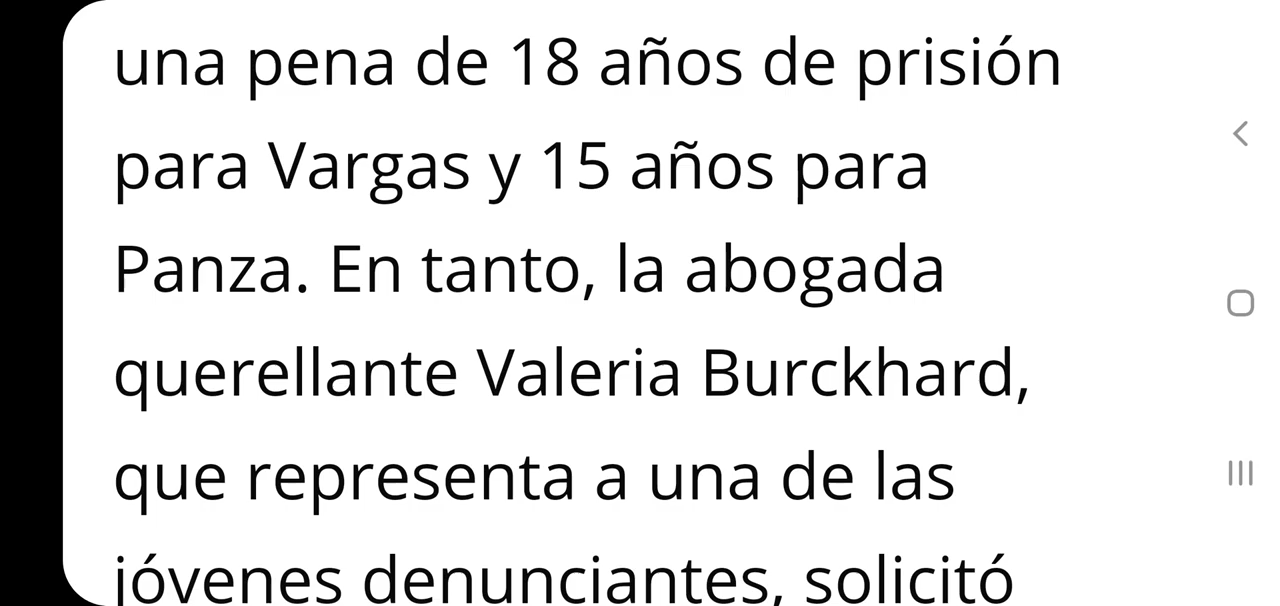 una pena de 18 años de prisión
para Vargas y 15 años para
Panza. En tanto, la abogada
querellante Valeria Burckhard,
que representa a una de las
jóvenes denunciantes, solicitó